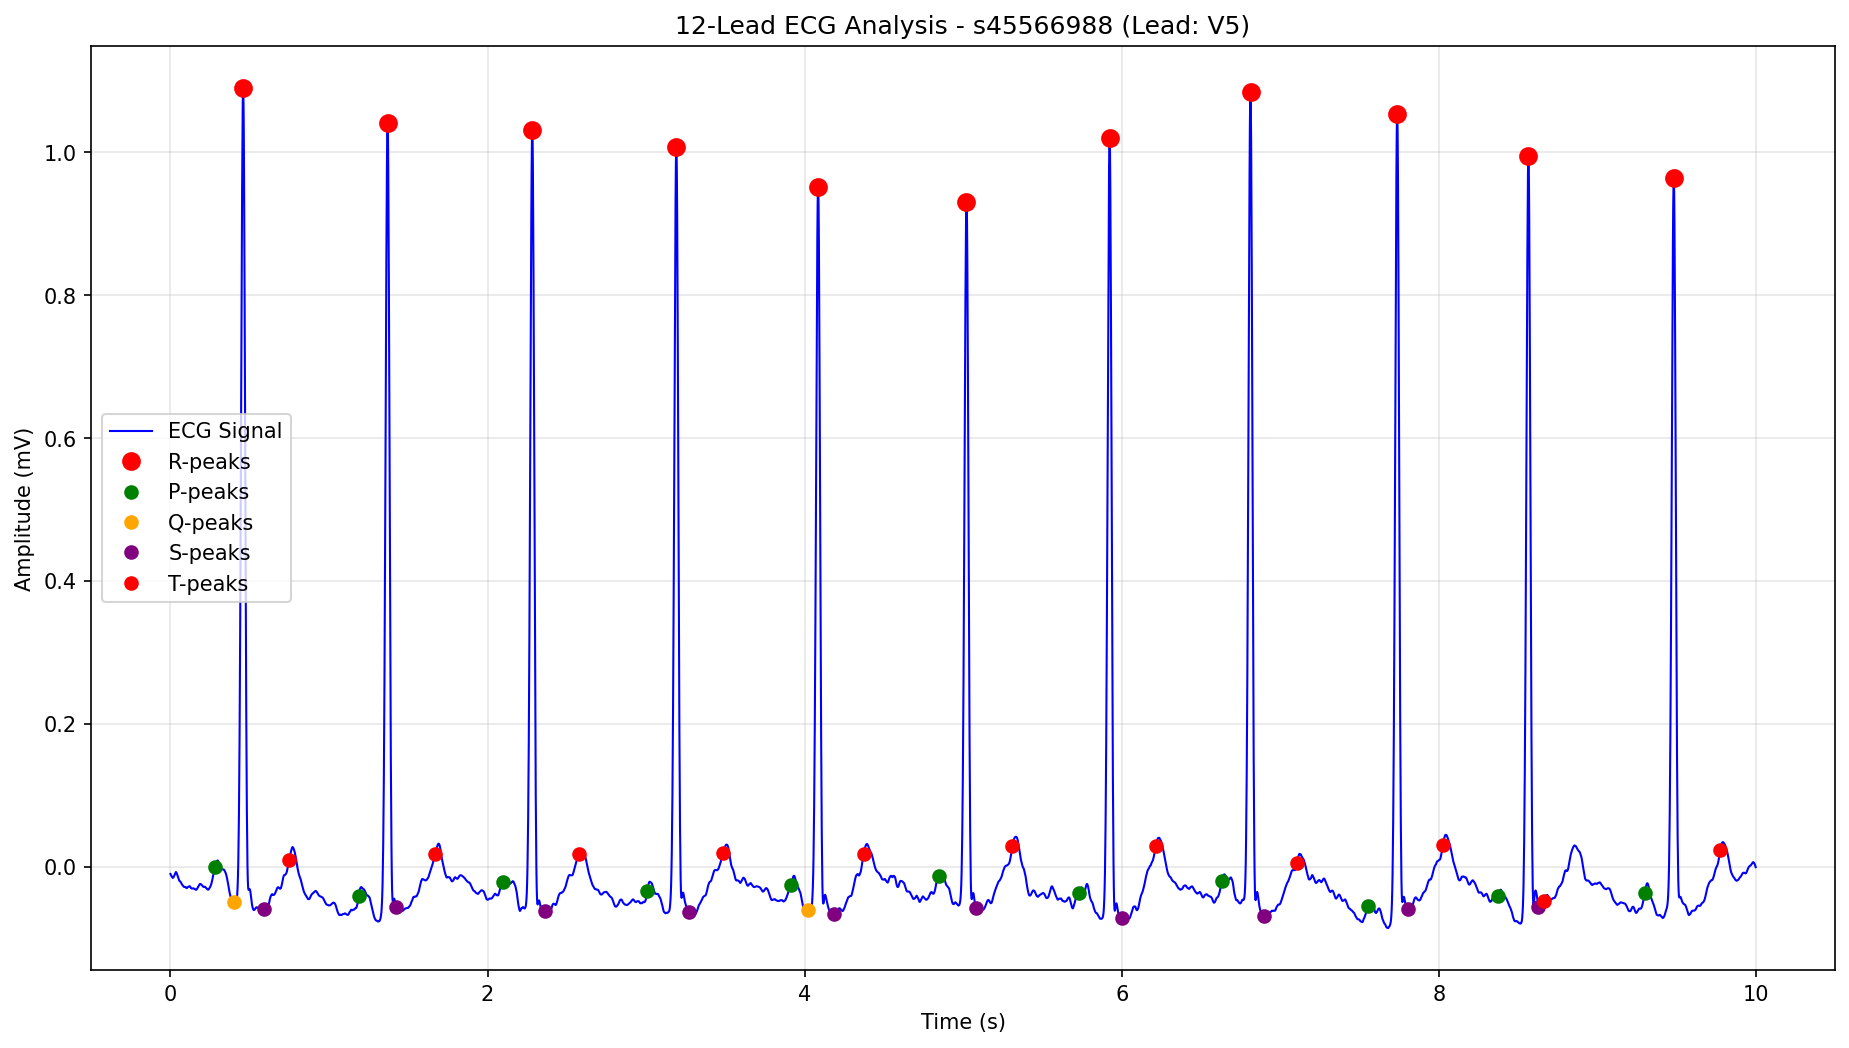 12-Lead ECG Analysis - s45566988 (Lead: V5)
Amplitude (mV)
1.0
0.8
0.6
0.4
0.2
0.0
ECG Signal
R-peaks
P-peaks
Q-peaks
S-peaks
T-peaks
0 2 4 6 8 10
Time (s)